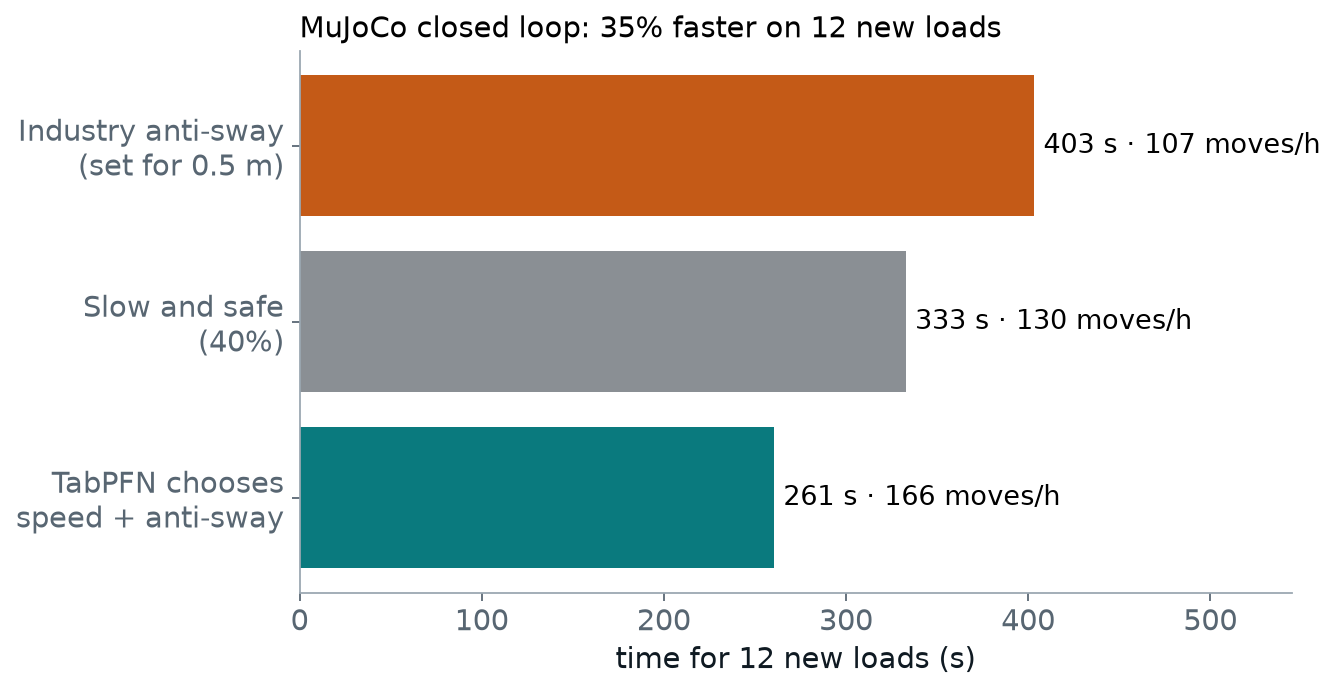 MuJoCo closed loop: 35% faster on 12 new loads
Industry anti-sway
(set for 0.5 m)
403 s · 107 moves/h
Slow and safe
(40%)
333 s · 130 moves/h
TabPFN chooses
speed + anti-sway
261 s · 166 moves/h
0 100 200 300 400 500
time for 12 new loads (s)